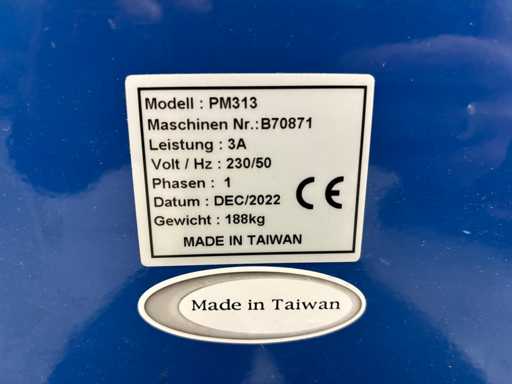 Modell : PM313
Maschinen Nr.:B70871
Leistung : 3A
Volt / Hz : 230/50
Phasen : 1
Datum : DEC/2022
Gewicht : 188kg
CE
MADE IN TAIWAN
Made in Taiwan